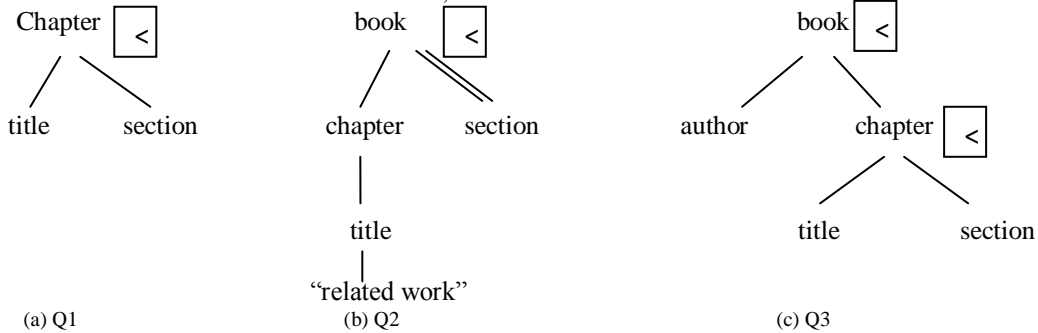 Chapter <
title section
(a) Q1
book <
chapter section
title
“related work”
(b) Q2
book <
author chapter <
title section
(c) Q3